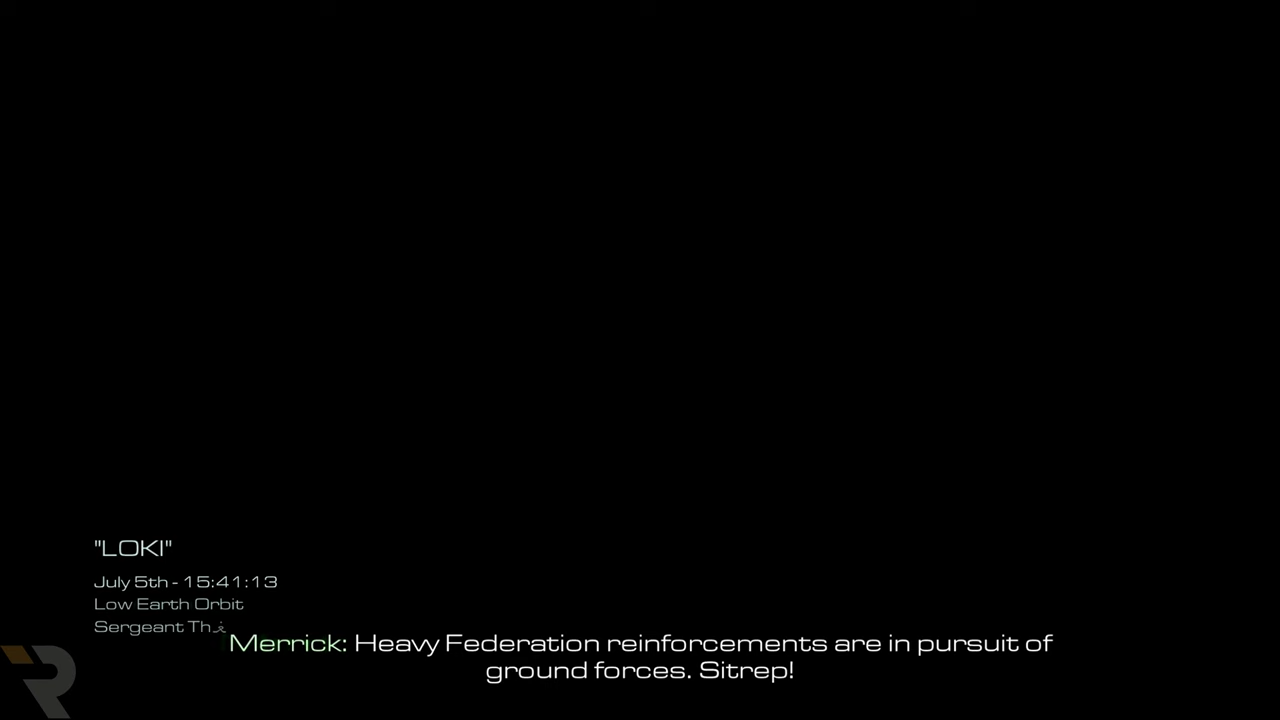 "LOKI"
July 5th - 15:41:13
Low Earth Orbit
Sergeant
Merrick: Heavy Federation reinforcements are in pursuit of
ground forces. Sitrep!